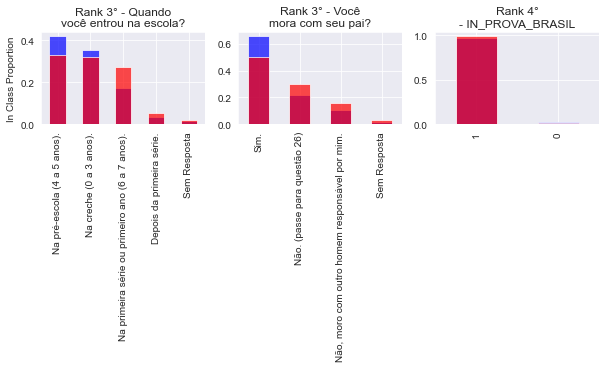 Rank 3° - Quando
você entrou na escola?
In Class Proportion
0.4
0.2
0.0
Na pré-escola (4 a 5 anos).
Na creche (0 a 3 anos).
Na primeira série ou primeiro ano (6 a 7 anos).
Depois da primeira série.
Sem Resposta
Rank 3° - Você
mora com seu pai?
0.6
0.4
0.2
0.0
Sim.
Não. (passe para questão 26)
Não, moro com outro homem responsável por mim.
Sem Resposta
Rank 4°
- IN_PROVA_BRASIL
1.0
0.5
0.0
1
0